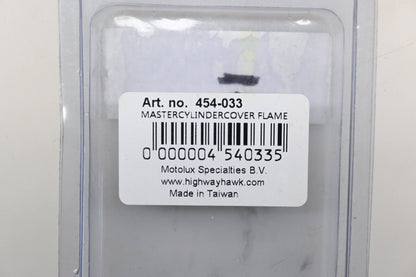 Art. no. 454-033
MASTERCYLINDERCOVER FLAME
0 000004 540335
Motolux Specialties B.V.
www.highwayhawk.com
Made in Taiwan